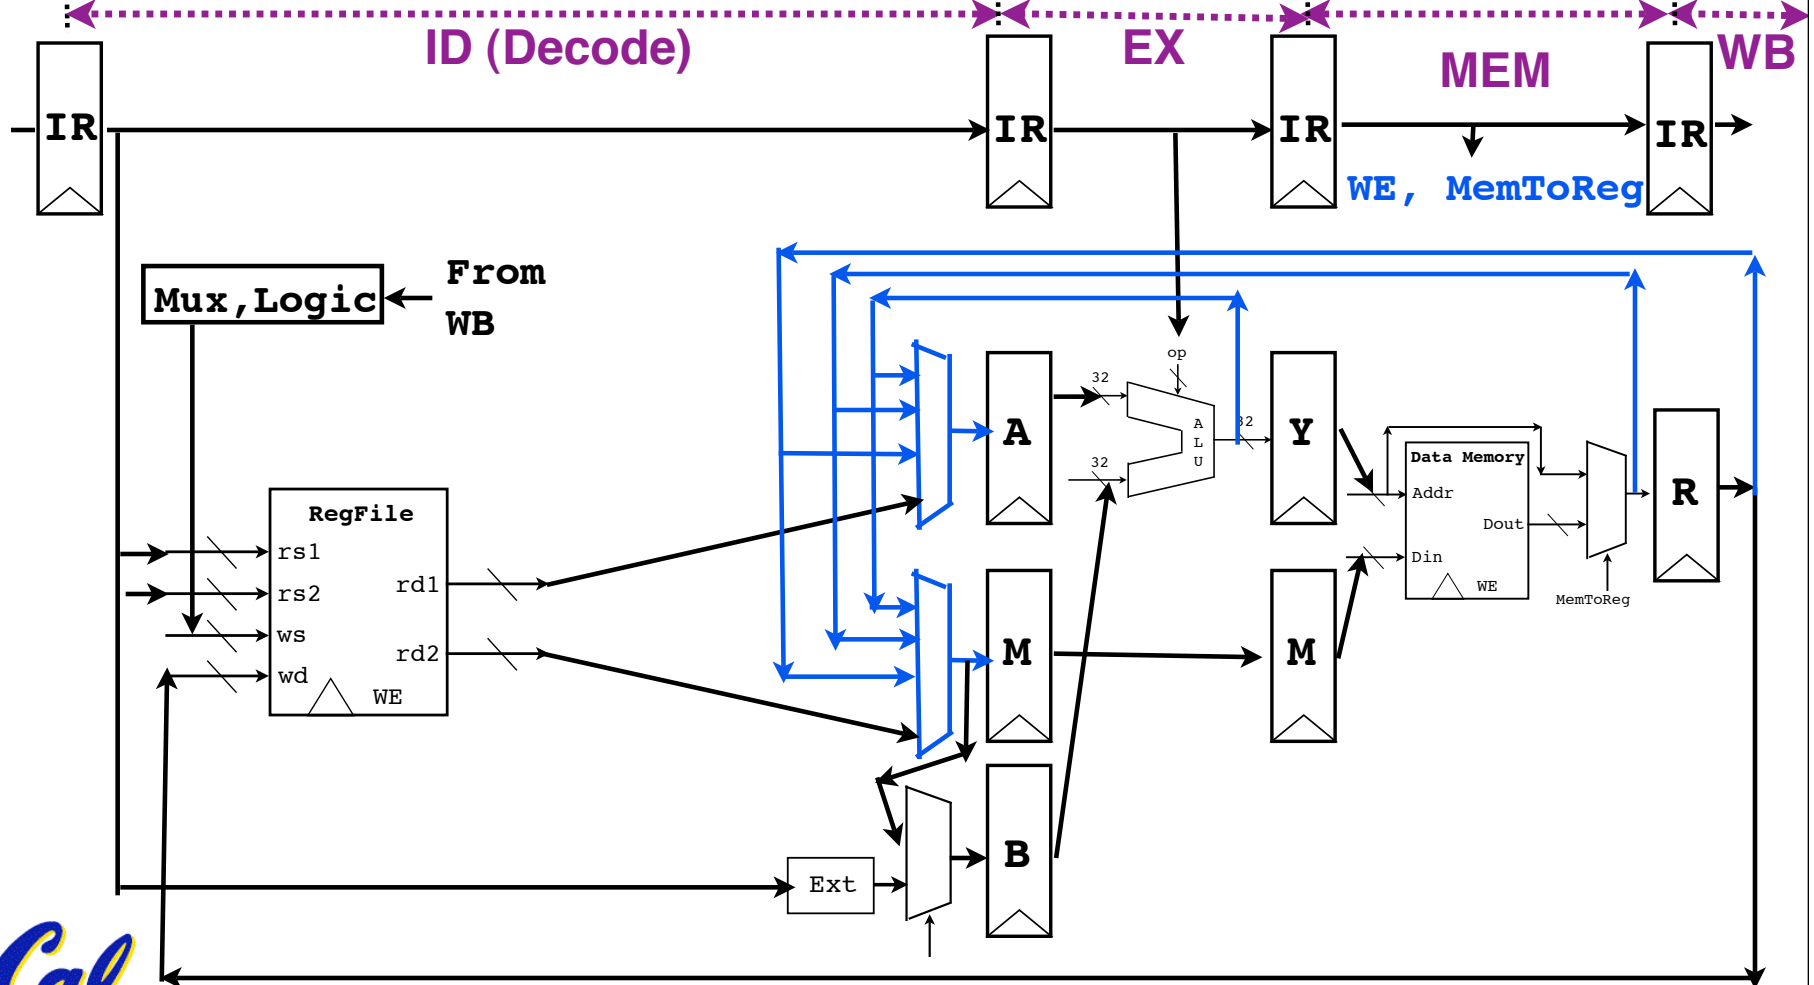 ID (Decode)
EX
MEM
WB
IR
IR
IR
IR
WE, MemToReg
Mux,Logic
From
WB
op
32
32
32
A
L
U
A
Y
R
M
M
B
RegFile
rs1
rs2
ws
wd
rd1
rd2
WE
Data Memory
Addr
Dout
Din
WE
MemToReg
Ext
Cal